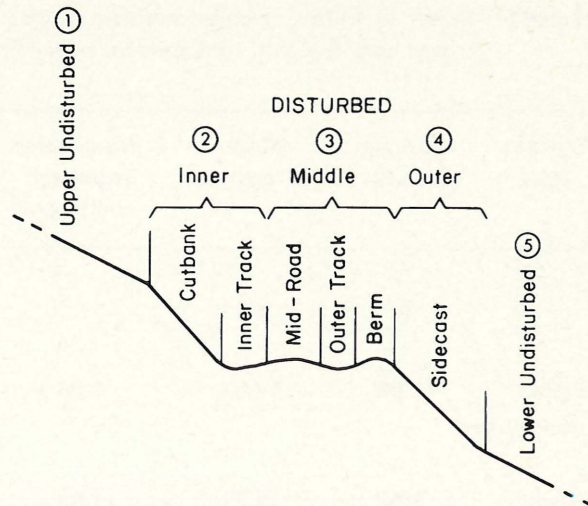 ① Upper Undisturbed
DISTURBED
② ③ ④
Inner Middle Outer
Cutbank
Inner Track
Mid-Road
Outer Track
Berm
Sidecast
⑤ Lower Undisturbed